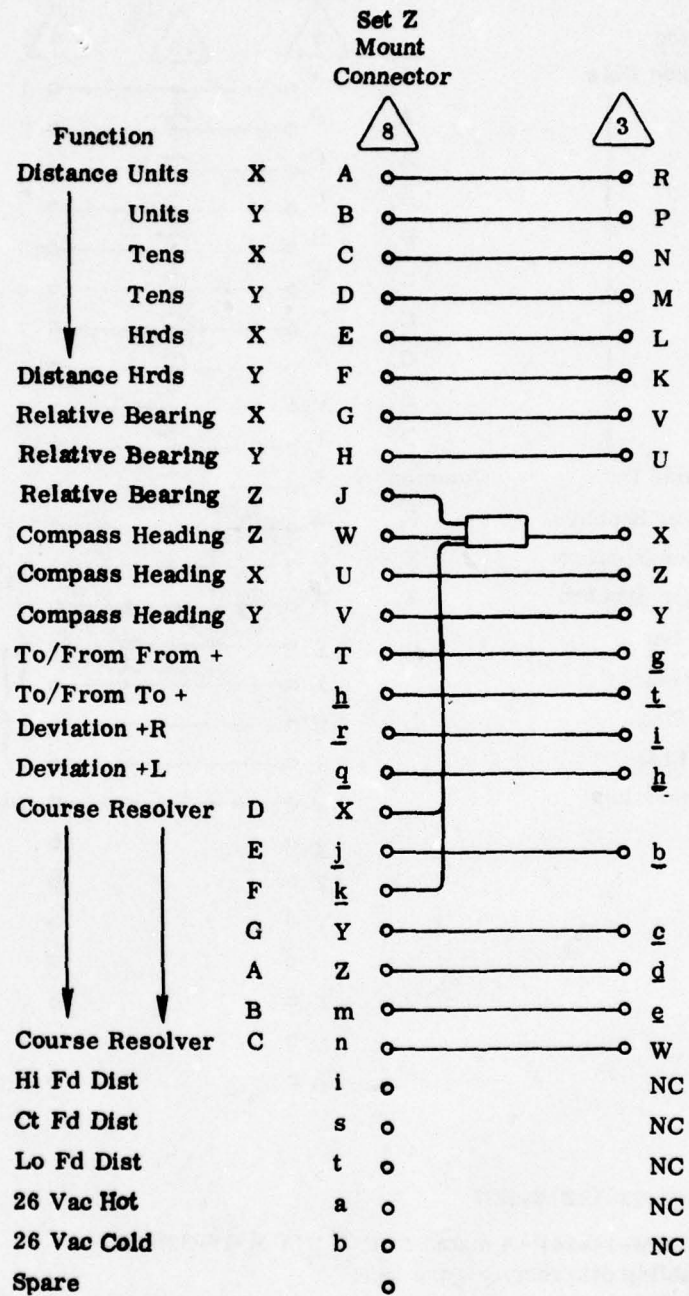 Set Z
Mount
Connector
Function 8 3
Distance Units X A R
Units Y B P
Tens X C N
Tens Y D M
Hrds X E L
Distance Hrds Y F K
Relative Bearing X G V
Relative Bearing Y H U
Relative Bearing Z J
Compass Heading Z W X
Compass Heading X U Z
Compass Heading Y V Y
To/From From + T g
To/From To + h t
Deviation +R r i
Deviation +L q h
Course Resolver D X
E j b
F k
G Y c
A Z d
B m e
Course Resolver C n W
Hi Fd Dist i NC
Ct Fd Dist s NC
Lo Fd Dist t NC
26 Vac Hot a NC
26 Vac Cold b NC
Spare